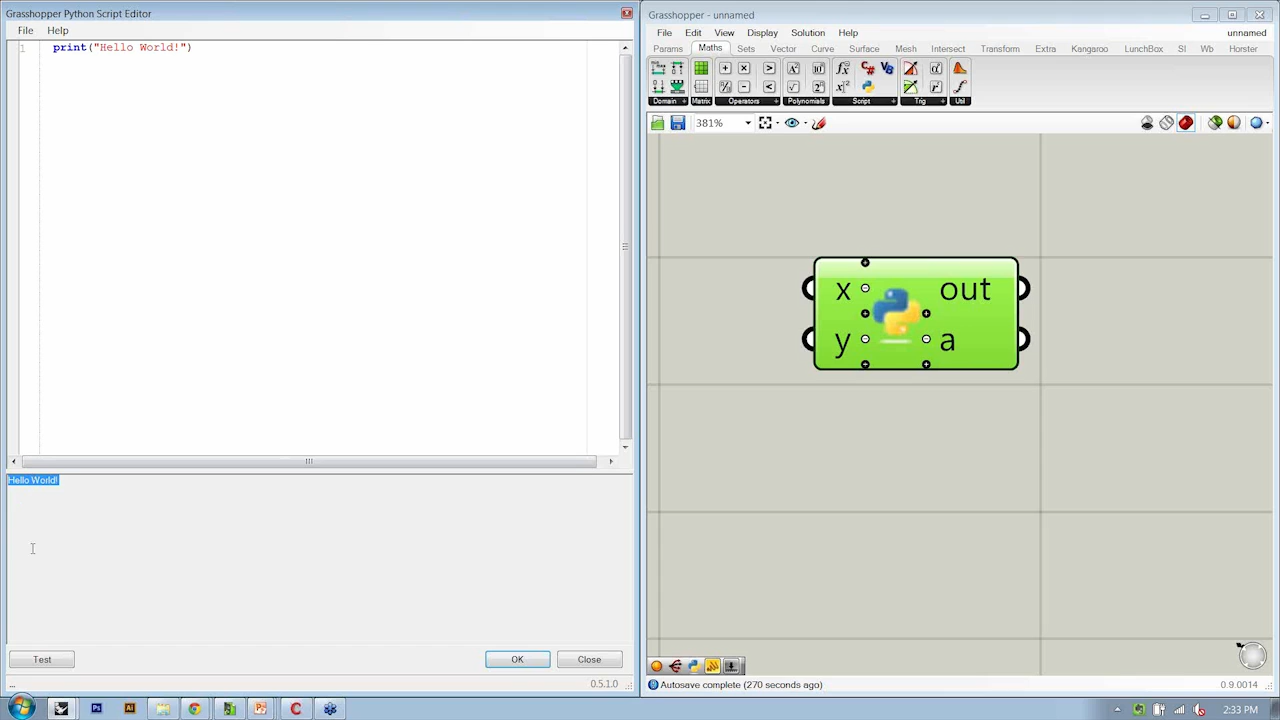 Grasshopper Python Script Editor
File Help
1 print("Hello World!")
Hello World!
Test
OK
Close
...
0.5.1.0
Grasshopper - unnamed
File Edit View Display Solution Help
unnamed
Params Maths Sets Vector Curve Surface Mesh Intersect Transform Extra Kangaroo LunchBox SI Wb Horster
Domain Matrix Operators Polynomials Script Trig Util
381%
x out
y a
Autosave complete (270 seconds ago)
0.9.0014
2:33 PM